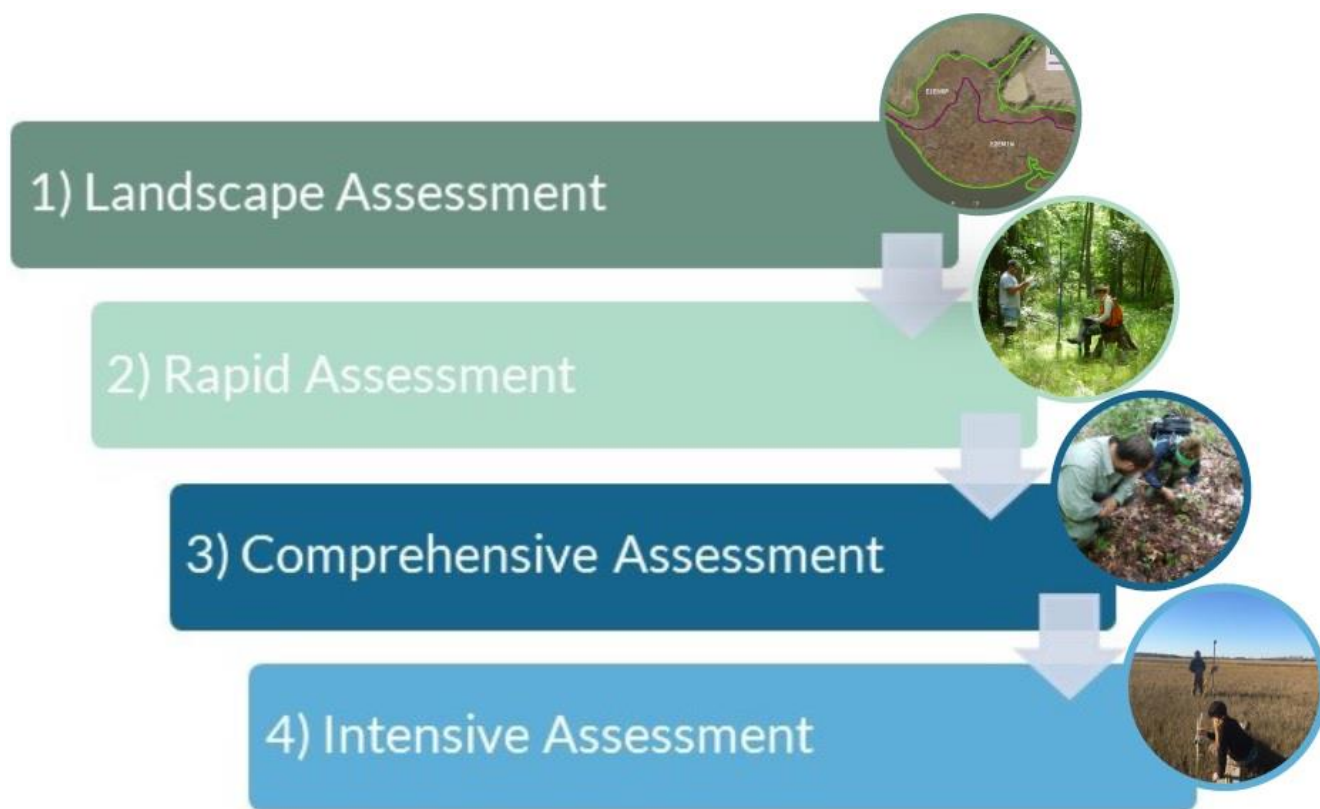 1) Landscape Assessment
2) Rapid Assessment
3) Comprehensive Assessment
4) Intensive Assessment